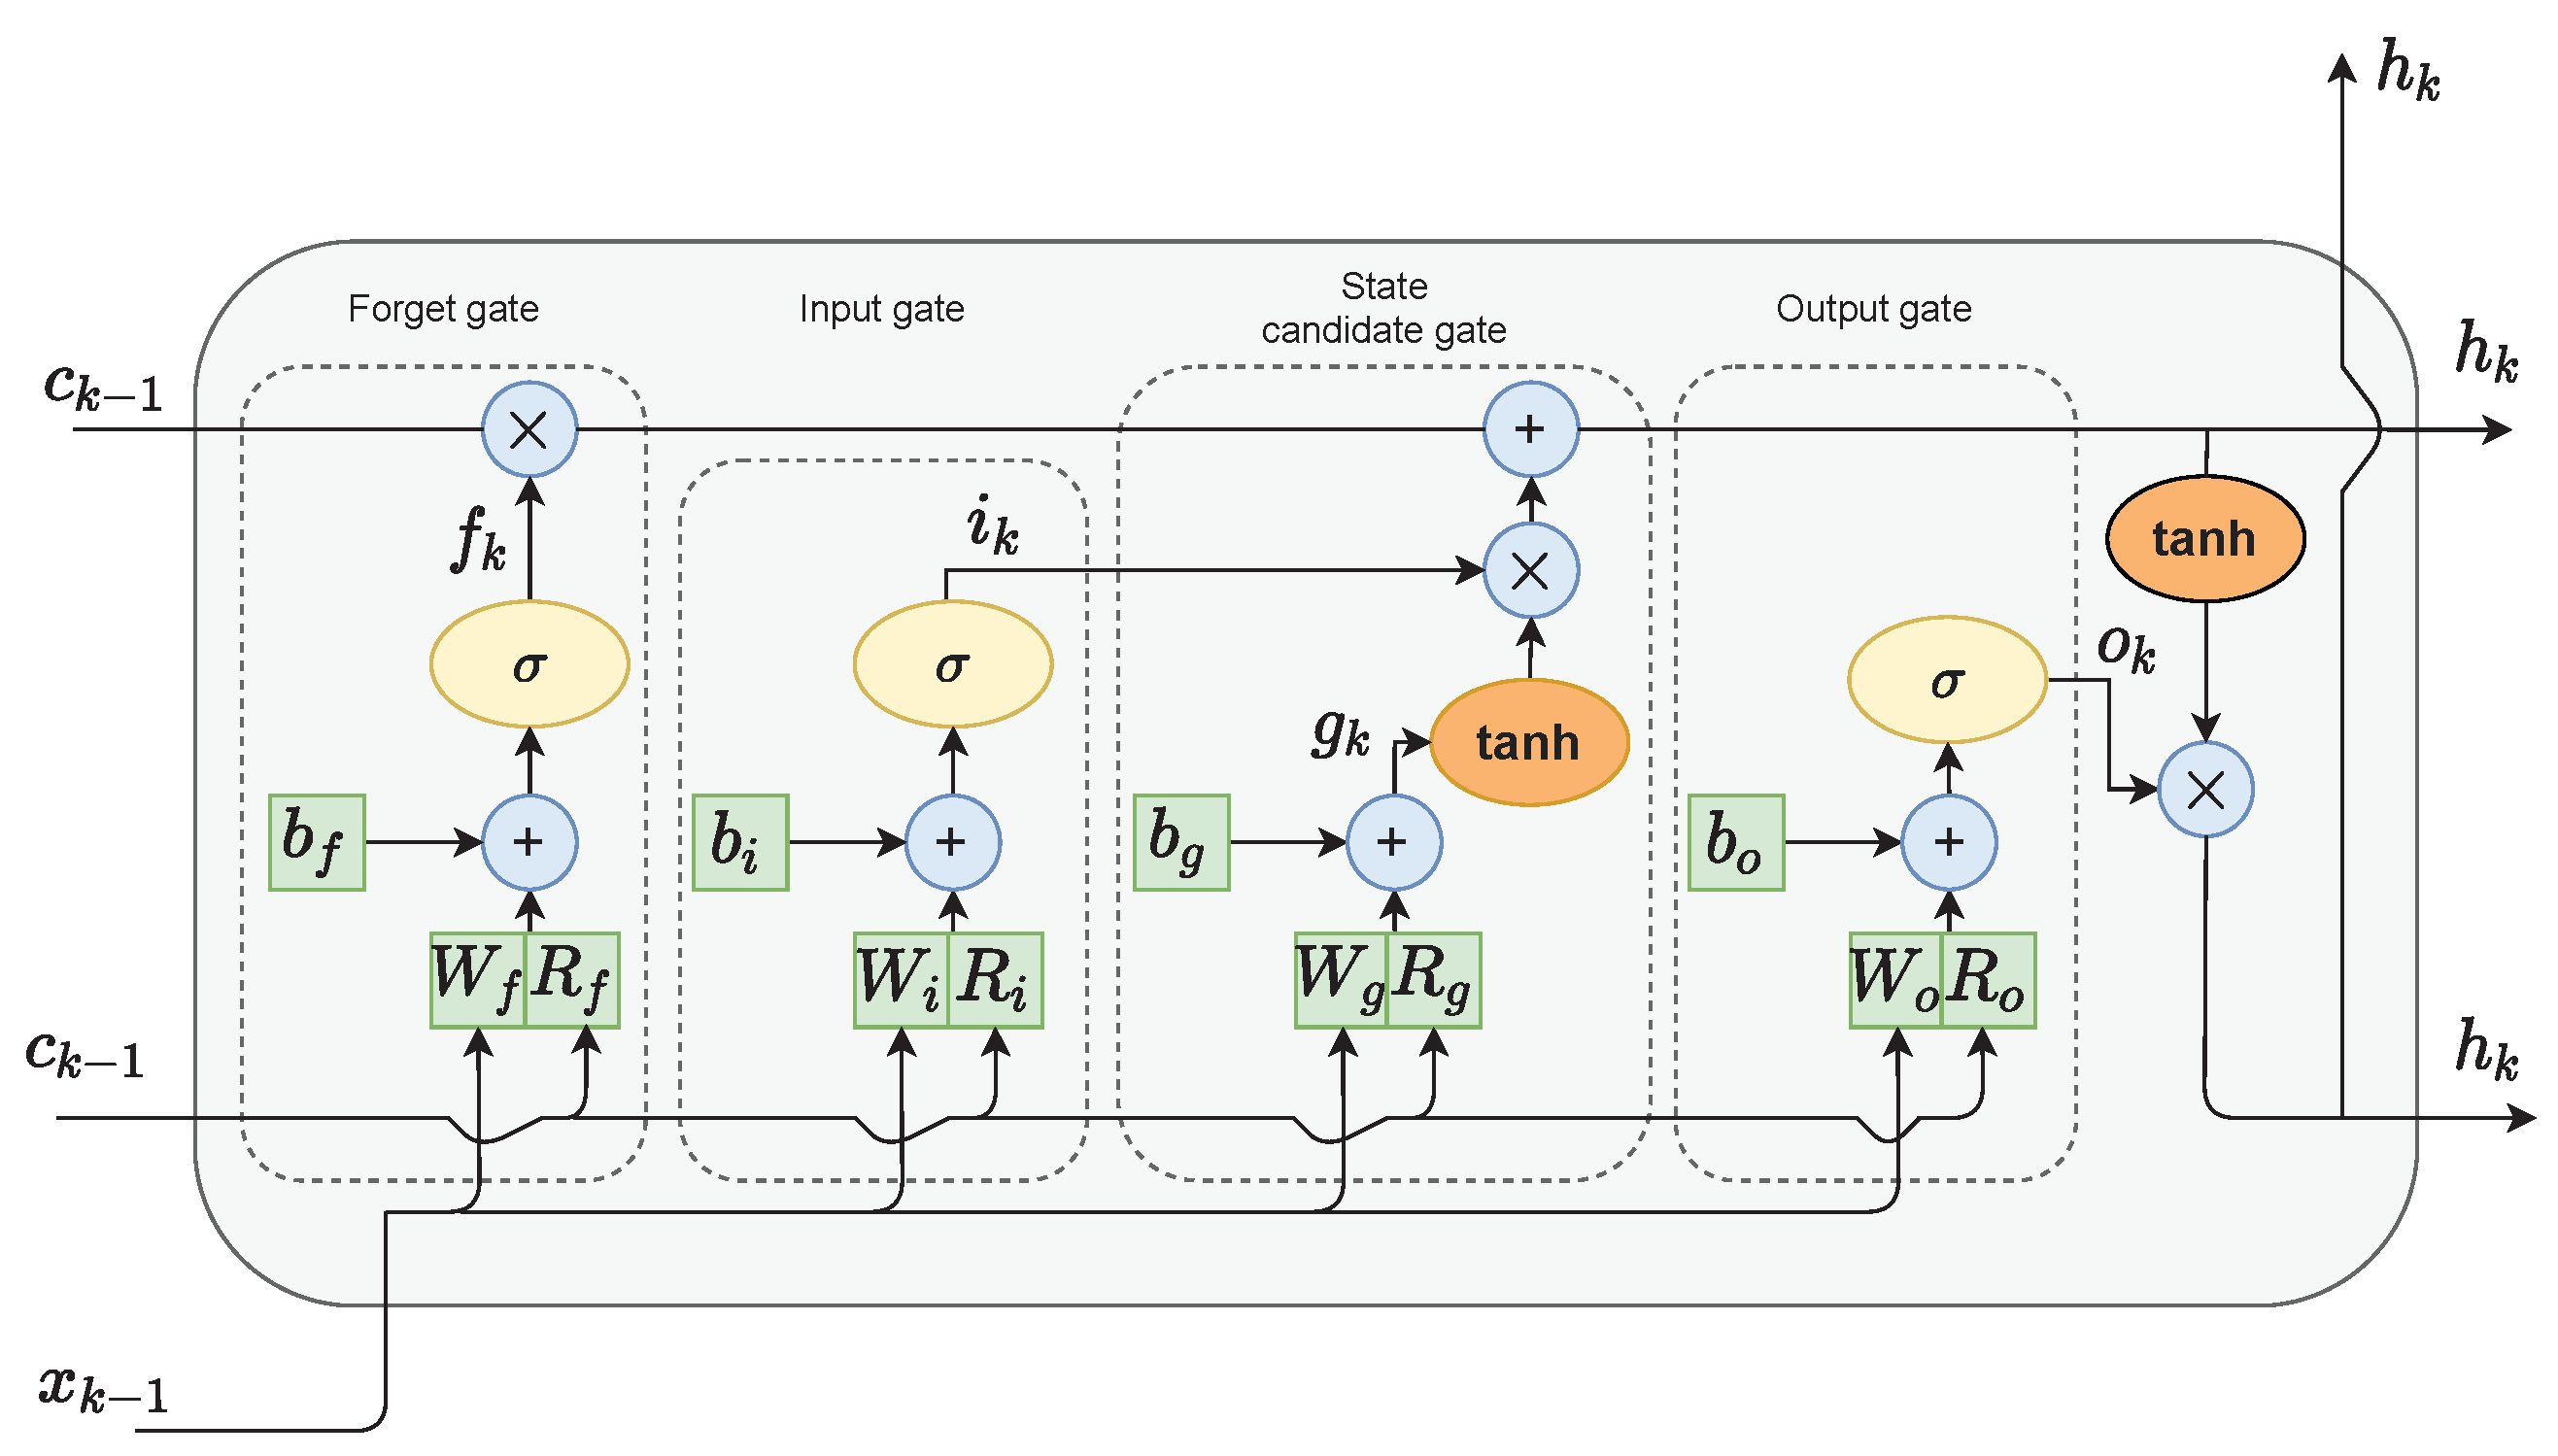 h_k
Forget gate
Input gate
State
candidate gate
Output gate
c_{k-1}
×
+
h_k
f_k
i_k
×
tanh
σ
σ
g_k
tanh
σ
o_k
×
b_f
+
b_i
+
b_g
+
b_o
+
W_f R_f
W_i R_i
W_g R_g
W_o R_o
c_{k-1}
h_k
x_{k-1}